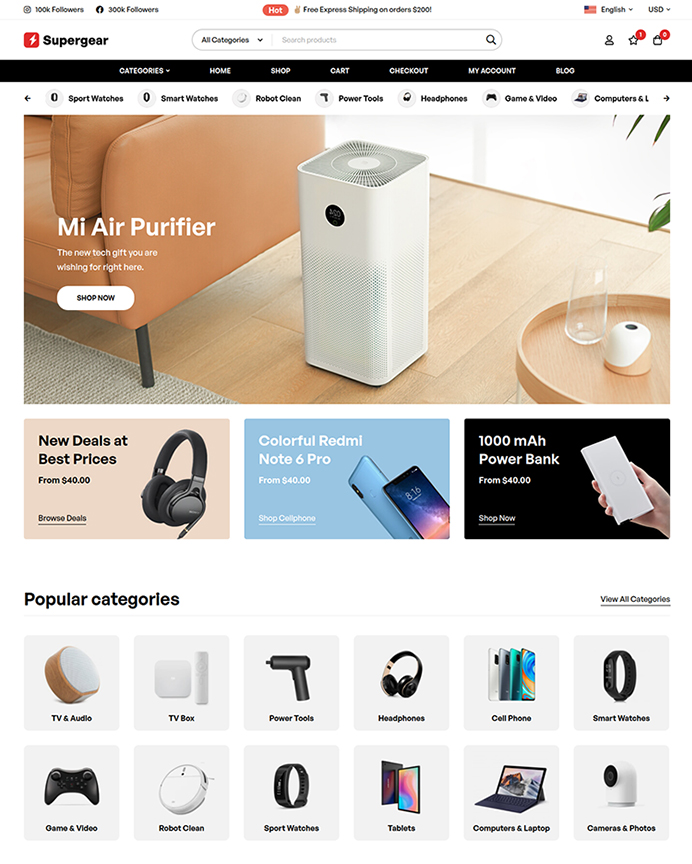 100k Followers
300k Followers
Hot
✌🏼 Free Express Shipping on orders $200!
English
USD
Supergear
All Categories
Search products
1
0
CATEGORIES
HOME
SHOP
CART
CHECKOUT
MY ACCOUNT
BLOG
Sport Watches
Smart Watches
Robot Clean
Power Tools
Headphones
Game & Video
Computers & L
Mi Air Purifier
The new tech gift you are
wishing for right here.
SHOP NOW
New Deals at
Best Prices
From $40.00
Browse Deals
Colorful Redmi
Note 6 Pro
From $40.00
Shop Cellphone
8:16
1000 mAh
Power Bank
From $40.00
Shop Now
Popular categories
View All Categories
TV & Audio
TV Box
Power Tools
Headphones
Cell Phone
Smart Watches
Game & Video
Robot Clean
Sport Watches
Tablets
Computers & Laptop
Cameras & Photos